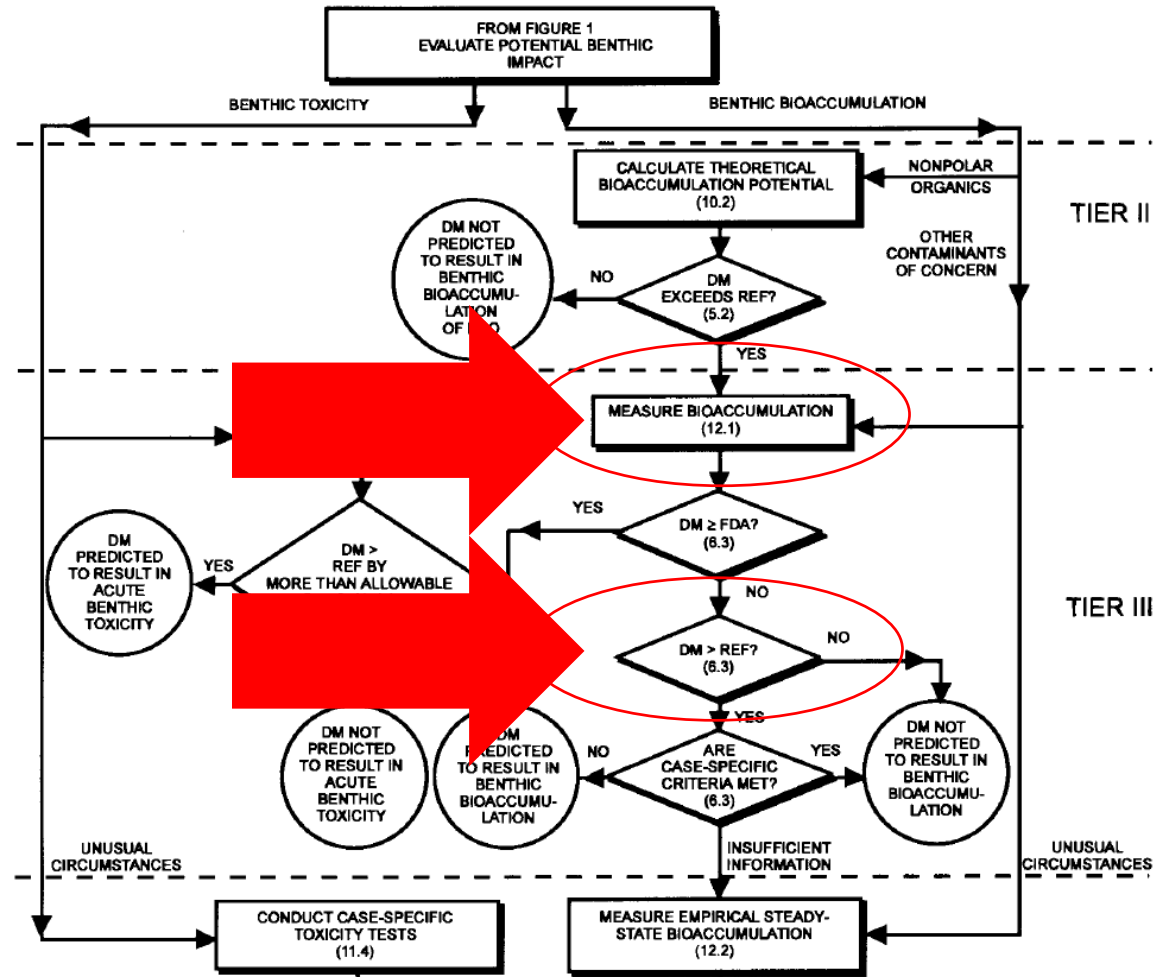 FROM FIGURE 1
EVALUATE POTENTIAL BENTHIC
IMPACT
BENTHIC TOXICITY
BENTHIC BIOACCUMULATION
CALCULATE THEORETICAL
BIOACCUMULATION POTENTIAL
(10.2)
NONPOLAR
ORGANICS
TIER II
DM NOT
PREDICTED
TO RESULT IN
BENTHIC
BIOACCUMU-
LATION
OF
OTHER
CONTAMINANTS
OF CONCERN
NO
DM
EXCEEDS REF?
(5.2)
YES
MEASURE BIOACCUMULATION
(12.1)
YES
DM ≥ FDA?
(6.3)
DM
PREDICTED
TO RESULT IN
ACUTE
BENTHIC
TOXICITY
YES
DM >
REF BY
MORE THAN ALLOWABLE
NO
TIER III
DM > REF?
(6.3)
NO
YES
DM NOT
PREDICTED
TO RESULT IN
ACUTE
BENTHIC
TOXICITY
DM
PREDICTED
TO RESULT IN
BENTHIC
BIOACCUMU-
LATION
NO
ARE
CASE-SPECIFIC
CRITERIA MET?
(6.3)
YES
DM NOT
PREDICTED
TO RESULT IN
BENTHIC
BIOACCUMU-
LATION
UNUSUAL
CIRCUMSTANCES
INSUFFICIENT
INFORMATION
UNUSUAL
CIRCUMSTANCES
CONDUCT CASE-SPECIFIC
TOXICITY TESTS
(11.4)
MEASURE EMPIRICAL STEADY-
STATE BIOACCUMULATION
(12.2)